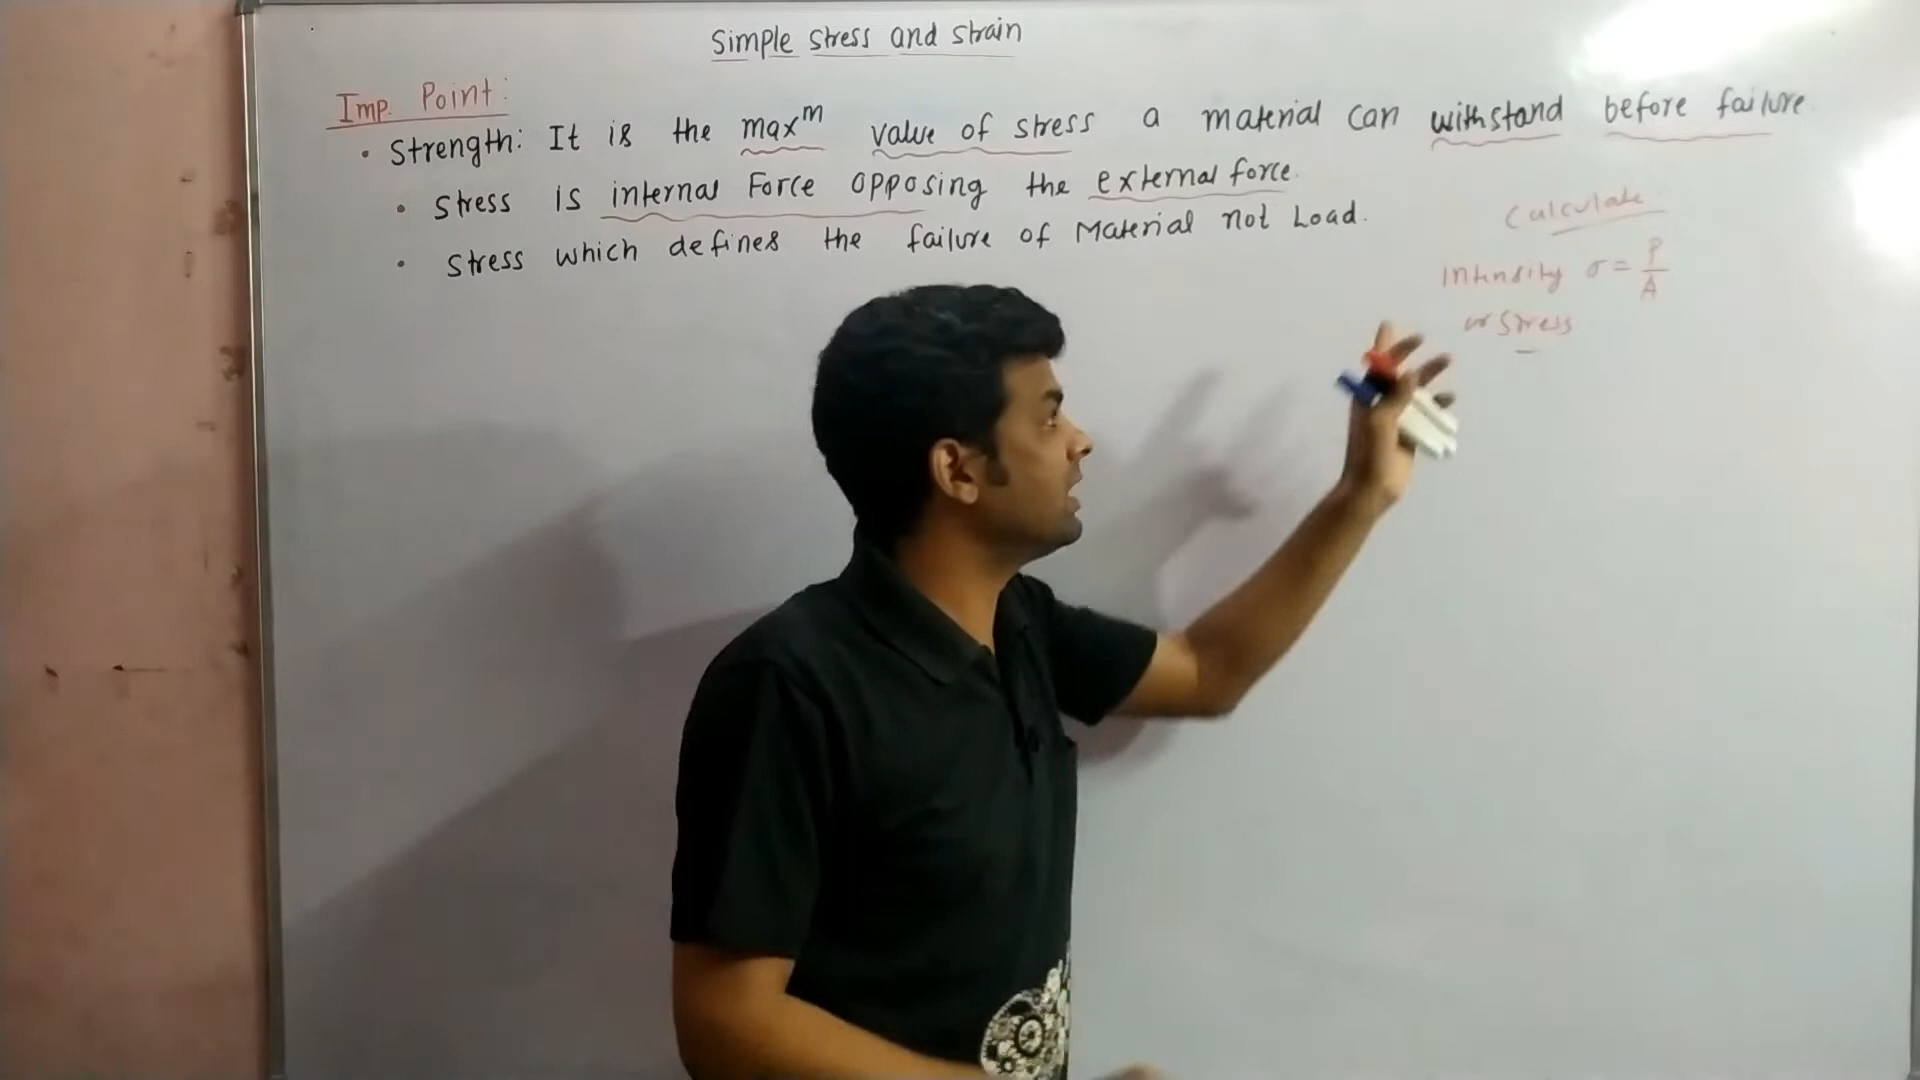 Simple stress and strain
Imp. Point:
• Strength: It is the maxᵐ value of stress a material can withstand before failure.
• Stress is internal Force opposing the external force.
• Stress which defines the failure of Material not Load.
Calculate
Intensity σ = P/A
or Stress